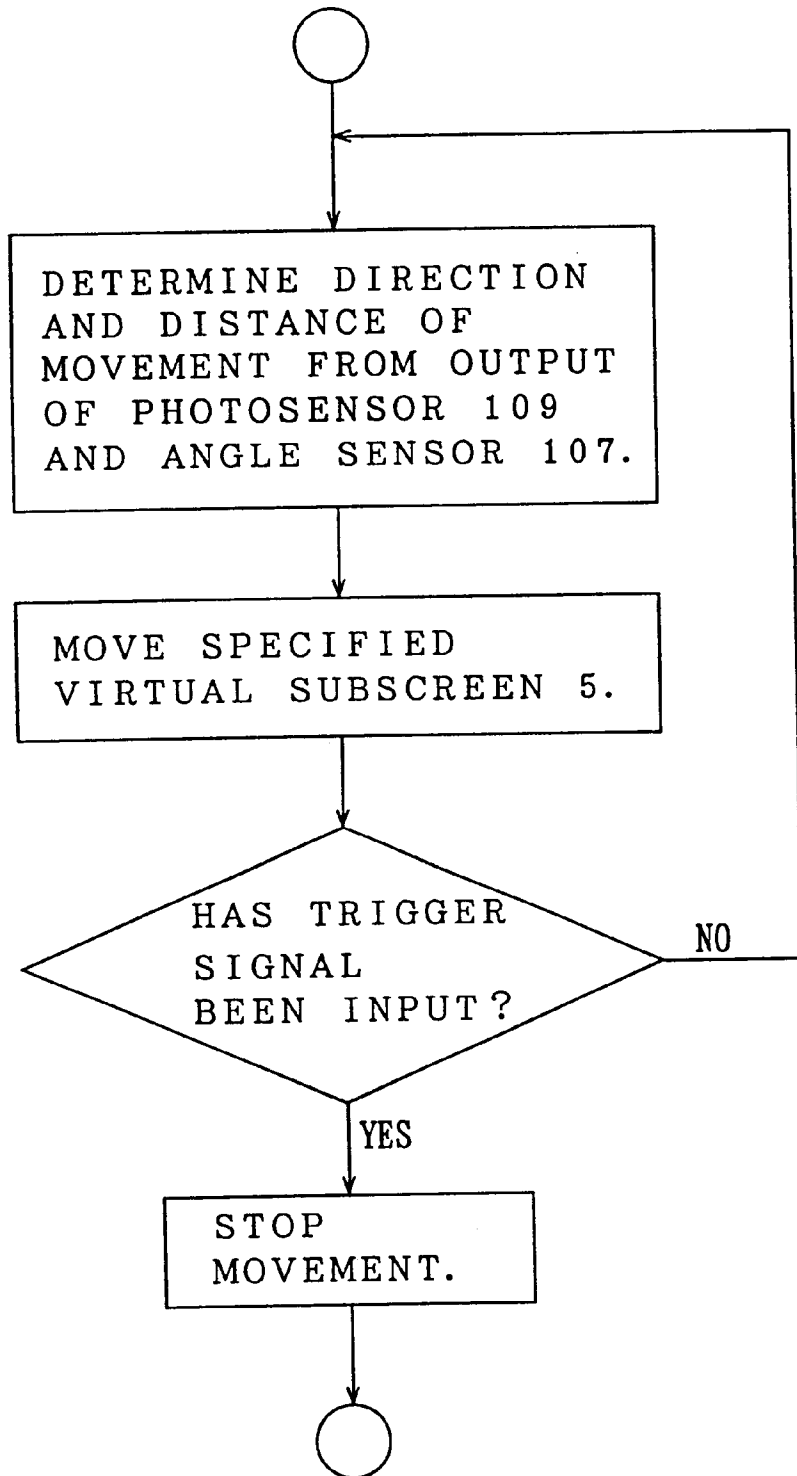 DETERMINE DIRECTION
AND DISTANCE OF
MOVEMENT FROM OUTPUT
OF PHOTOSENSOR 109
AND ANGLE SENSOR 107.
MOVE SPECIFIED
VIRTUAL SUBSCREEN 5.
HAS TRIGGER
SIGNAL
BEEN INPUT?
NO
YES
STOP
MOVEMENT.